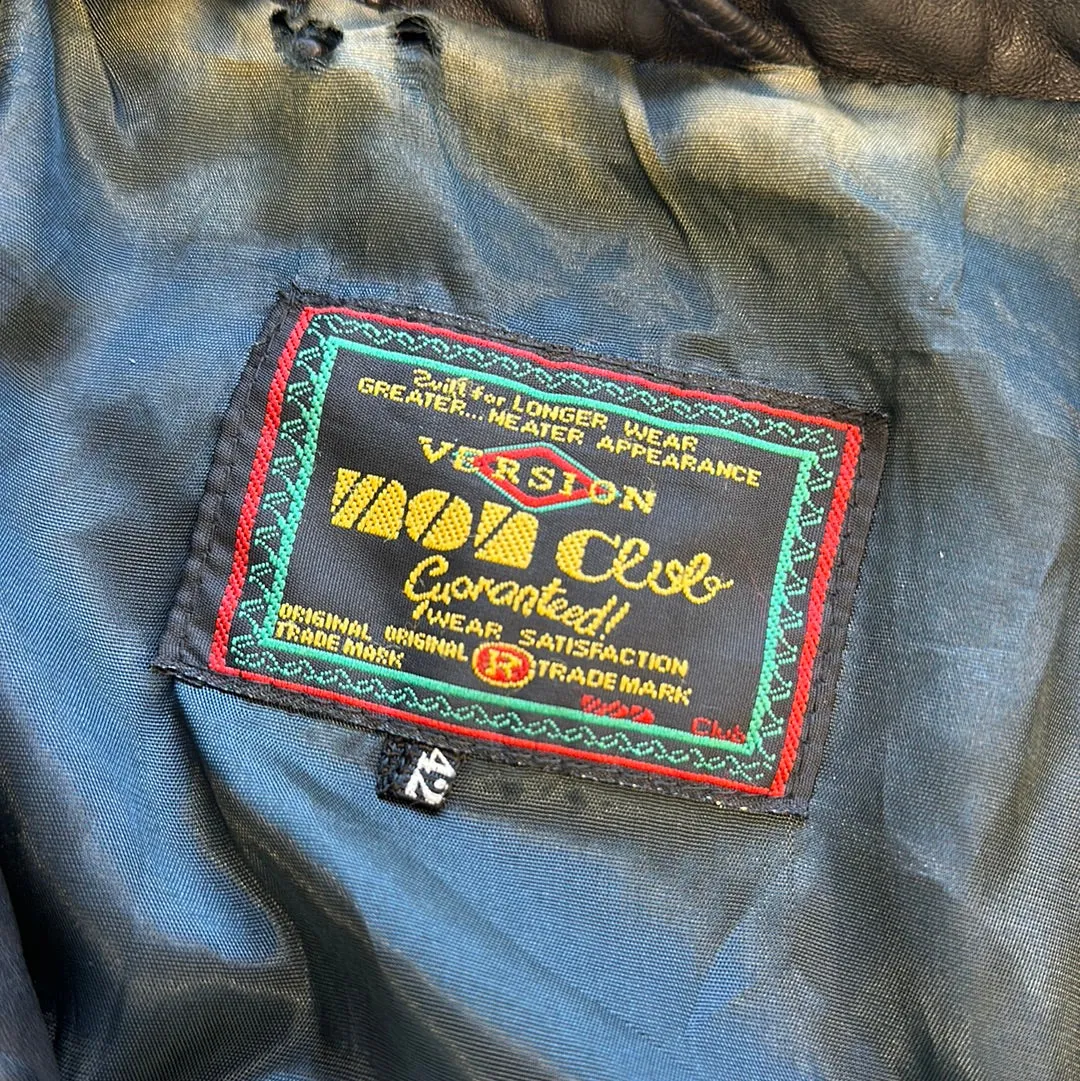 Built for LONGER WEAR
GREATER... NEATER APPEARANCE
VERSION
Club
Guaranteed!
WEAR SATISFACTION
ORIGINAL
TRADE MARK
ORIGINAL R TRADE MARK
Club
42